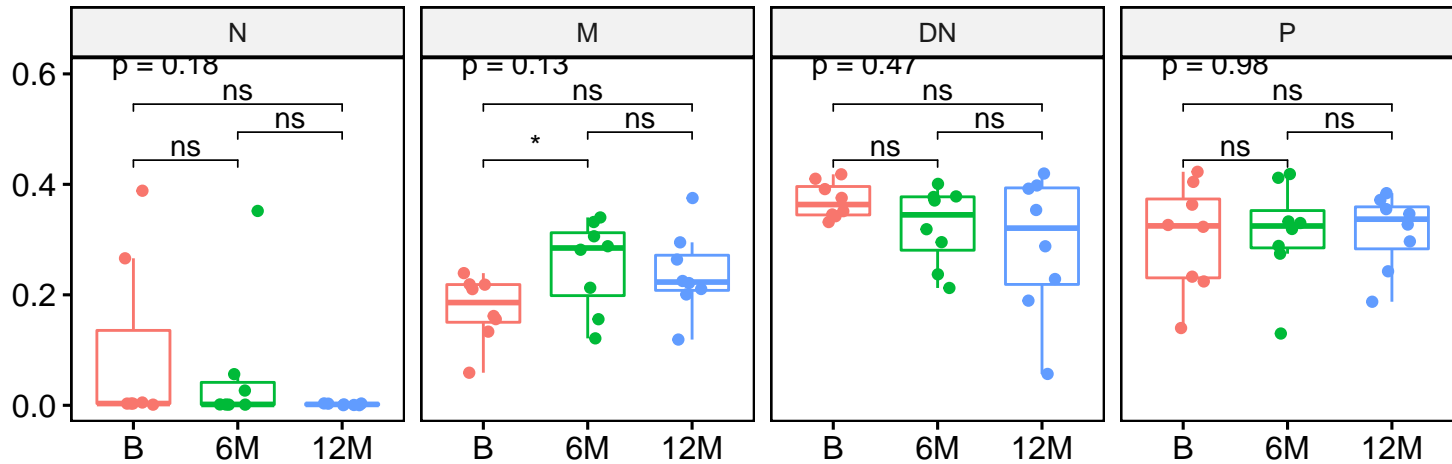 N M DN P
p = 0.18 p = 0.13 p = 0.47 p = 0.98
0.6
ns ns ns ns
ns ns ns ns
ns * ns ns
0.4
0.2
0.0
B 6M 12M B 6M 12M B 6M 12M B 6M 12M